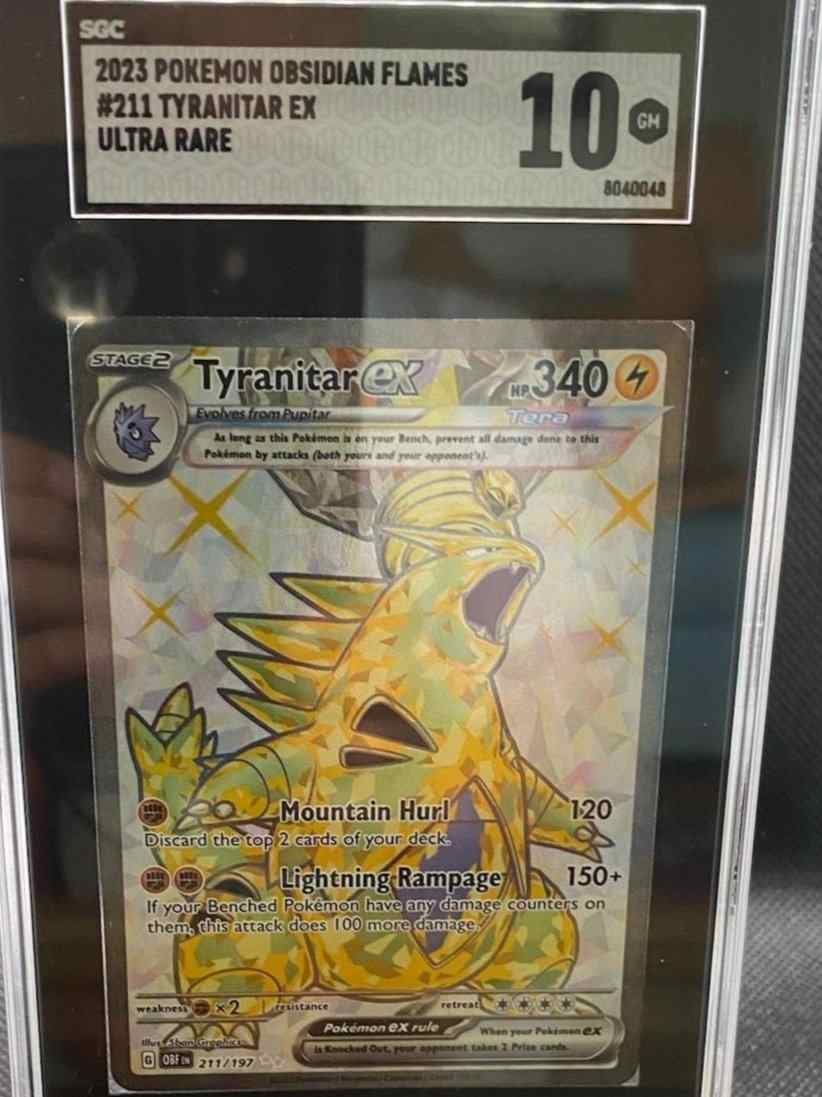 SGC
2023 POKEMON OBSIDIAN FLAMES
#211 TYRANITAR EX
ULTRA RARE
10
GM
8040048
STAGE2
Tyranitar ex
HP 340
Evolves from Pupitar
Tera
As long as this Pokémon is on your Bench, prevent all damage done to this
Pokémon by attacks (both yours and your opponent's).
Mountain Hurl 120
Discard the top 2 cards of your deck.
Lightning Rampage 150+
If your Benched Pokémon have any damage counters on
them, this attack does 100 more damage.
weakness ×2 resistance retreat
Pokémon ex rule
When your Pokémon ex
is Knocked Out, your opponent takes 2 Prize cards.
Illus. 5ban Graphics
G OBF EN 211/197